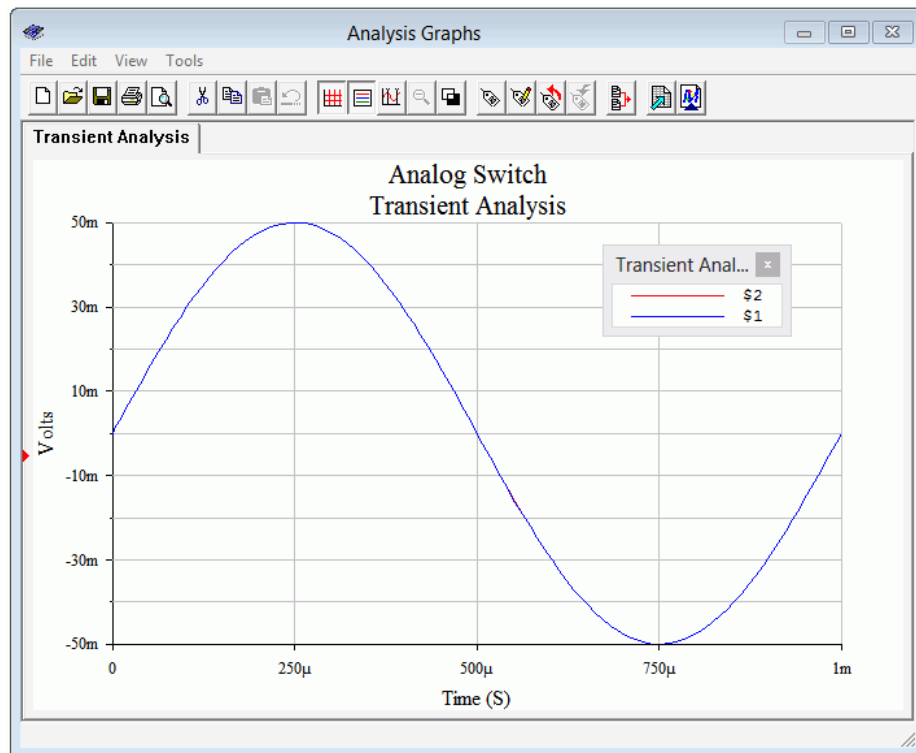 Analysis Graphs
File Edit View Tools
Transient Analysis
Analog Switch
Transient Analysis
Transient Anal...
$2
$1
Volts
50m
30m
10m
-10m
-30m
-50m
0 250µ 500µ 750µ 1m
Time (S)